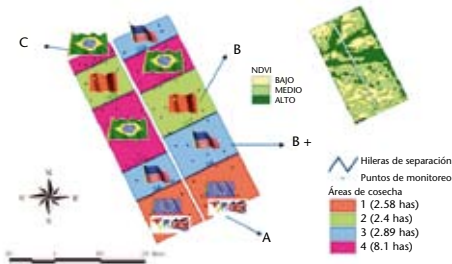 C
B
NDVI
BAJO
MEDIO
ALTO
B +
A
Hileras de separación
Puntos de monitoreo
Áreas de cosecha
1 (2.58 has)
2 (2.4 has)
3 (2.89 has)
4 (8.1 has)